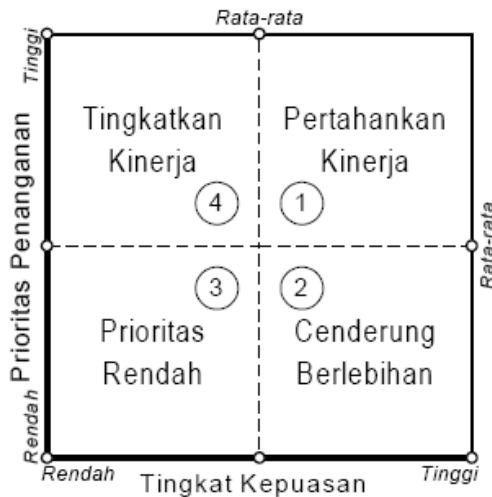 Rata-rata
Tinggi
Tingkatkan
Kinerja
Pertahankan
Kinerja
4
1
Prioritas Penanganan
Rata-rata
3
2
Prioritas
Rendah
Cenderung
Berlebihan
Rendah
Rendah
Tingkat Kepuasan
Tinggi